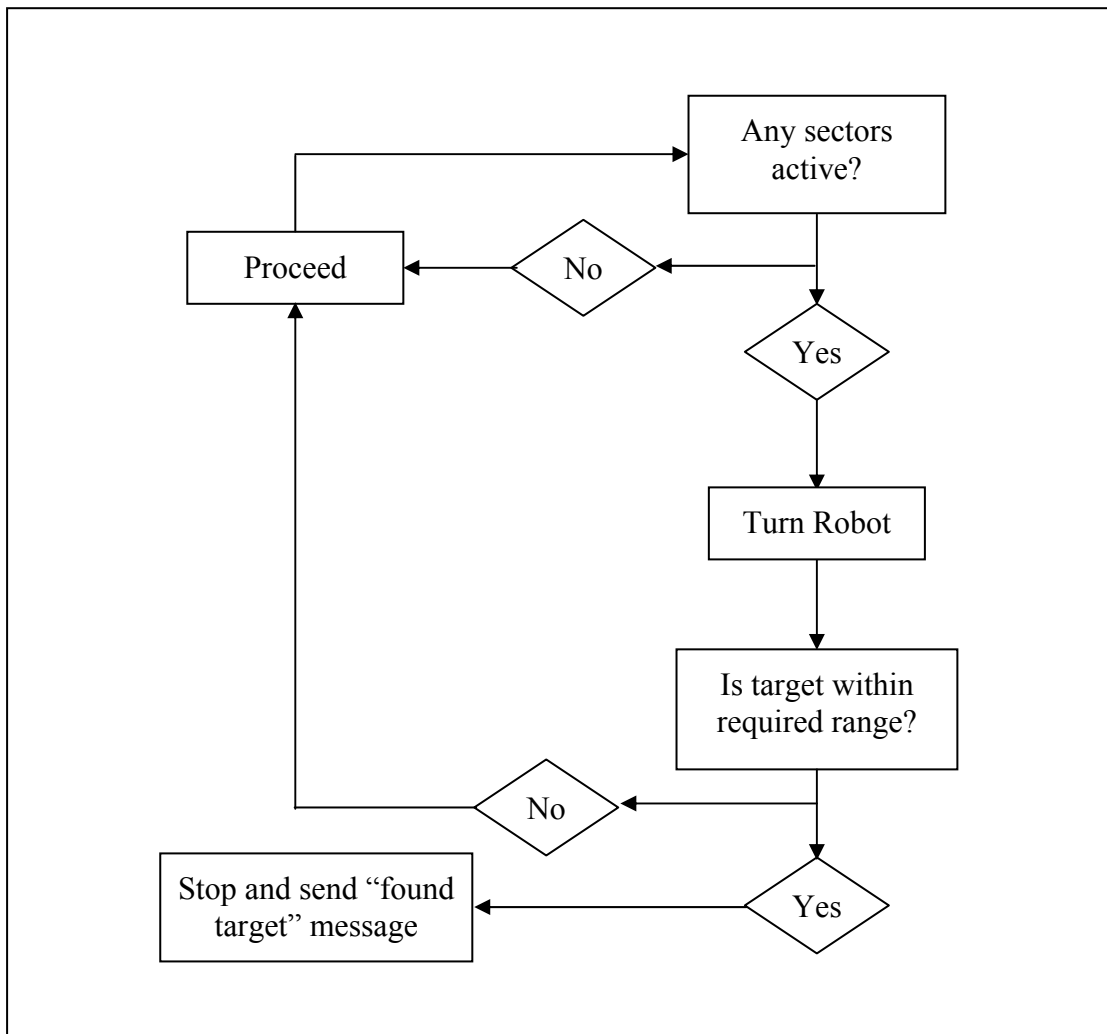 Any sectors
active?
Proceed
No
Yes
Turn Robot
Is target within
required range?
No
Yes
Stop and send “found
target” message